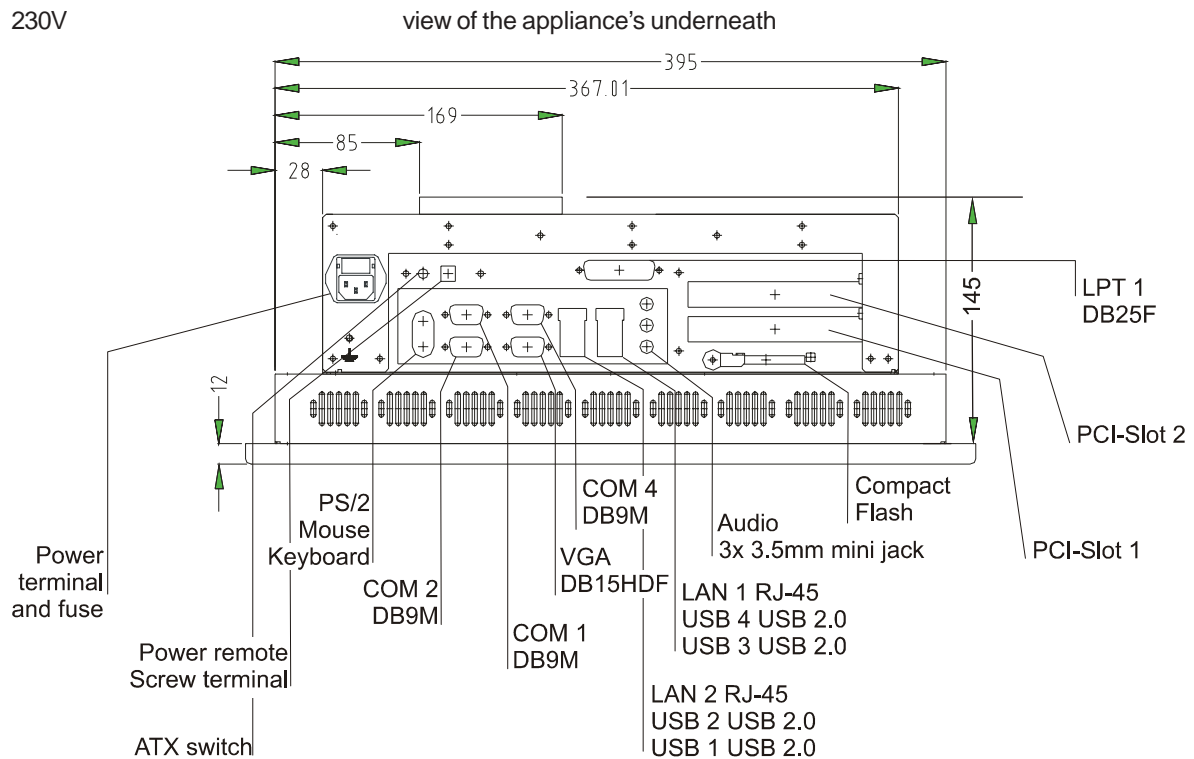 230V
view of the appliance's underneath
395
367.01
169
85
28
145
12
LPT 1
DB25F
PCI-Slot 2
PCI-Slot 1
Compact
Flash
Audio
3x 3.5mm mini jack
COM 4
DB9M
VGA
DB15HDF
LAN 1 RJ-45
USB 4 USB 2.0
USB 3 USB 2.0
LAN 2 RJ-45
USB 2 USB 2.0
USB 1 USB 2.0
COM 1
DB9M
COM 2
DB9M
PS/2
Mouse
Keyboard
Power
terminal
and fuse
Power remote
Screw terminal
ATX switch